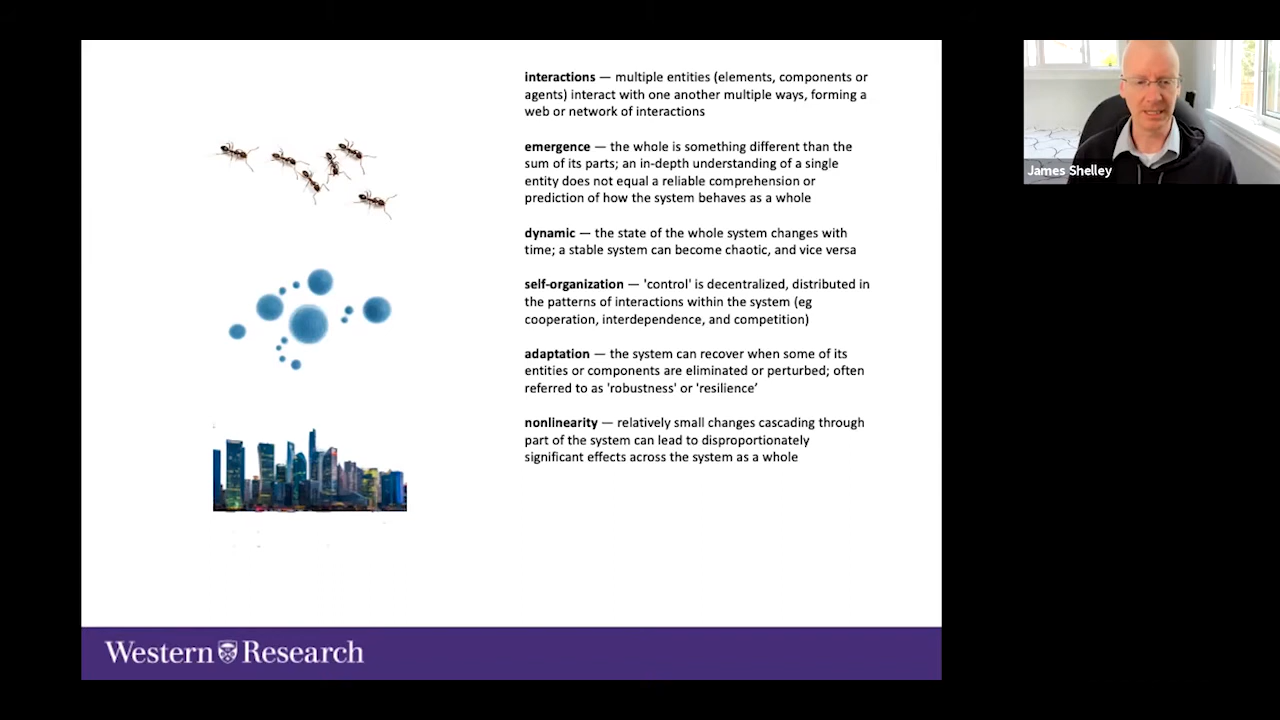 interactions — multiple entities (elements, components or
agents) interact with one another multiple ways, forming a
web or network of interactions
emergence — the whole is something different than the
sum of its parts; an in-depth understanding of a single
entity does not equal a reliable comprehension or
prediction of how the system behaves as a whole
dynamic — the state of the whole system changes with
time; a stable system can become chaotic, and vice versa
self-organization — 'control' is decentralized, distributed in
the patterns of interactions within the system (eg
cooperation, interdependence, and competition)
adaptation — the system can recover when some of its
entities or components are eliminated or perturbed; often
referred to as 'robustness' or 'resilience’
nonlinearity — relatively small changes cascading through
part of the system can lead to disproportionately
significant effects across the system as a whole
Western Research
James Shelley